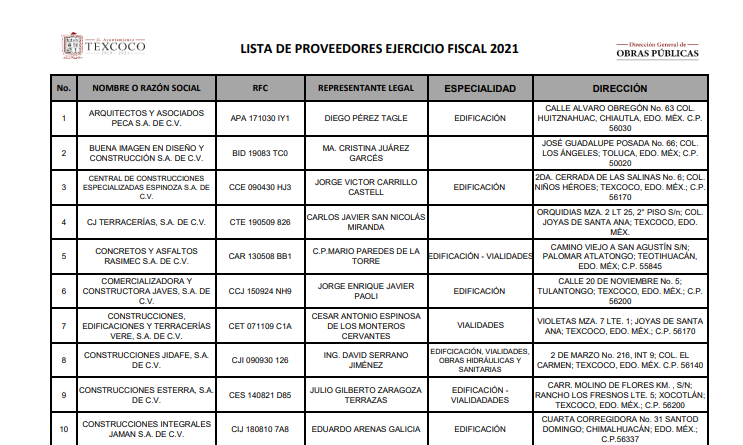 H. Ayuntamiento
TEXCOCO
LISTA DE PROVEEDORES EJERCICIO FISCAL 2021
Dirección General de
OBRAS PÚBLICAS
No. NOMBRE O RAZÓN SOCIAL RFC REPRESENTANTE LEGAL ESPECIALIDAD DIRECCIÓN
1
ARQUITECTOS Y ASOCIADOS
PECA S.A. DE C.V.
APA 171030 IY1
DIEGO PÉREZ TAGLE
EDIFICACIÓN
CALLE ALVARO OBREGÓN No. 63 COL.
HUITZNAHUAC, CHIAUTLA, EDO. MÉX. C.P.
56030
2
BUENA IMAGEN EN DISEÑO Y
CONSTRUCCIÓN S.A. DE C.V.
BID 19083 TC0
MA. CRISTINA JUÁREZ
GARCÉS
JOSÉ GUADALUPE POSADA No. 66; COL.
LOS ÁNGELES; TOLUCA, EDO. MÉX; C.P.
50020
3
CENTRAL DE CONSTRUCCIONES
ESPECIALIZADAS ESPINOZA S.A. DE
C.V.
CCE 090430 HJ3
JORGE VICTOR CARRILLO
CASTELL
EDIFICACIÓN
2DA. CERRADA DE LAS SALINAS No. 6; COL.
NIÑOS HÉROES; TEXCOCO, EDO. MÉX.; C.P.
56170
4
CJ TERRACERÍAS, S.A. DE C.V.
CTE 190509 826
CARLOS JAVIER SAN NICOLÁS
MIRANDA
ORQUIDIAS MZA. 2 LT 25, 2° PISO S/n; COL.
JOYAS DE SANTA ANA; TEXCOCO, EDO.
MÉX.
5
CONCRETOS Y ASFALTOS
RASIMEC S.A. DE C.V.
CAR 130508 BB1
C.P.MARIO PAREDES DE LA
TORRE
EDIFICACIÓN - VIALIDADES
CAMINO VIEJO A SAN AGUSTÍN S/N;
PALOMAR ATLATONGO; TEOTIHUACÁN,
EDO. MÉX; C.P. 55845
6
COMERCIALIZADORA Y
CONSTRUCTORA JAVES, S.A. DE
C.V.
CCJ 150924 NH9
JORGE ENRIQUE JAVIER
PAOLI
EDIFICACIÓN
CALLE 20 DE NOVIEMBRE No. 5;
TULANTONGO; TEXCOCO, EDO. MÉX.; C.P.
56200
7
CONSTRUCCIONES,
EDIFICACIONES Y TERRACERÍAS
VERE, S.A. DE C.V.
CET 071109 C1A
CESAR ANTONIO ESPINOSA
DE LOS MONTEROS
CERVANTES
VIALIDADES
VIOLETAS MZA. 7 LTE. 1; JOYAS DE SANTA
ANA; TEXCOCO, EDO. MÉX.; C.P. 56170
8
CONSTRUCCIONES JIDAFE, S.A.
DE C.V.
CJI 090930 126
ING. DAVID SERRANO
JIMÉNEZ
EDIFCICACIÓN, VIALIDADES,
OBRAS HIDRÁULICAS Y
SANITARIAS
2 DE MARZO No. 216, INT 9; COL. EL
CARMEN; TEXCOCO, EDO. MÉX.; C.P. 56140
9
CONSTRUCCIONES ESTERRA, S.A.
DE C.V.
CES 140821 D85
JULIO GILBERTO ZARAGOZA
TERRAZAS
EDIFICACIÓN -
VIALIDADADES
CARR. MOLINO DE FLORES KM. , S/N;
RANCHO LOS FRESNOS LTE. 5; XOCOTLÁN;
TEXCOCO, EDO. MÉX.; C.P. 56200
10
CONSTRUCCIONES INTEGRALES
JAMAN S.A. DE C.V.
CIJ 180810 7A8
EDUARDO ARENAS GALICIA
EDIFICACIÓN
CUARTA CORREGIDORA No. 31 SANTOD
DOMINGO; CHIMALHUACÁN; EDO. MÉX.;
C.P.56337